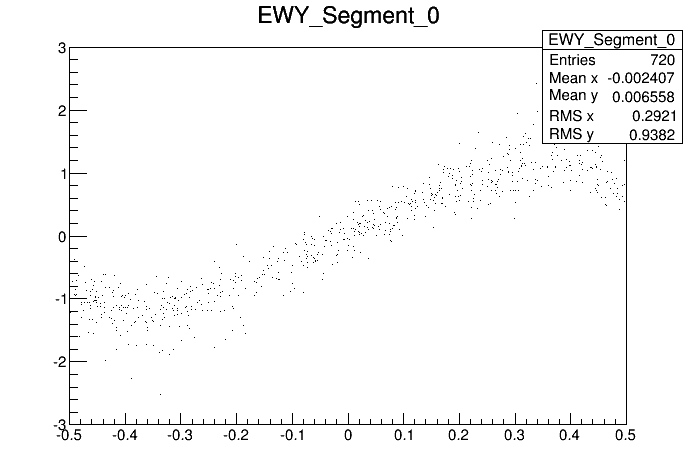 EWY_Segment_0
EWY_Segment_0
Entries 720
Mean x -0.002407
Mean y 0.006558
RMS x 0.2921
RMS y 0.9382
3
2
1
0
-1
-2
-3
-0.5 -0.4 -0.3 -0.2 -0.1 0 0.1 0.2 0.3 0.4 0.5